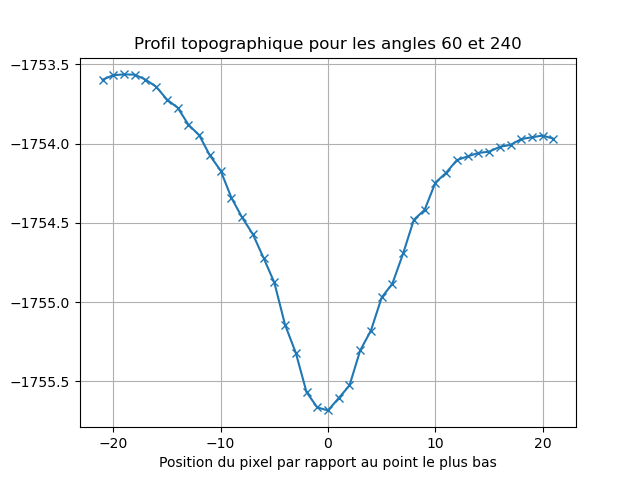 Profil topographique pour les angles 60 et 240
−1753.5
−1754.0
−1754.5
−1755.0
−1755.5
−20 −10 0 10 20
Position du pixel par rapport au point le plus bas